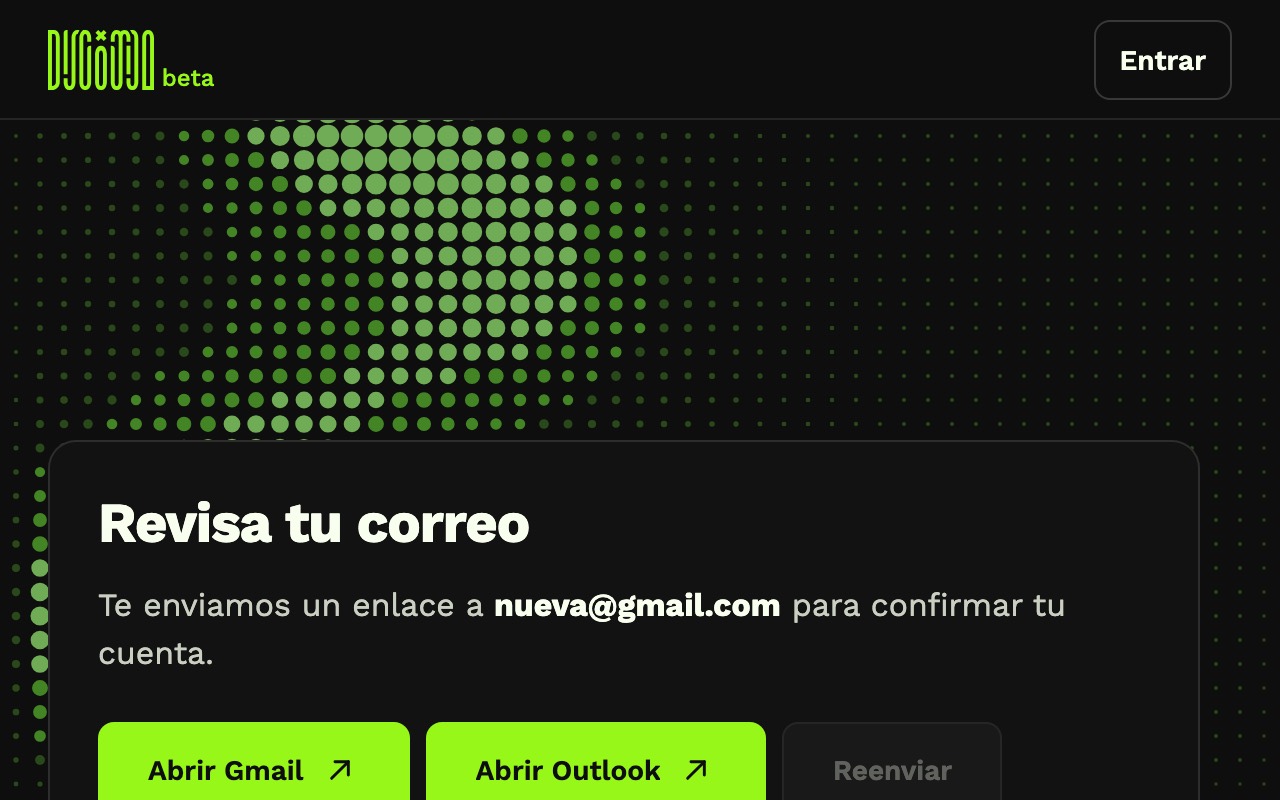 beta
Entrar
Revisa tu correo
Te enviamos un enlace a nueva@gmail.com para confirmar tu
cuenta.
Abrir Gmail
Abrir Outlook
Reenviar